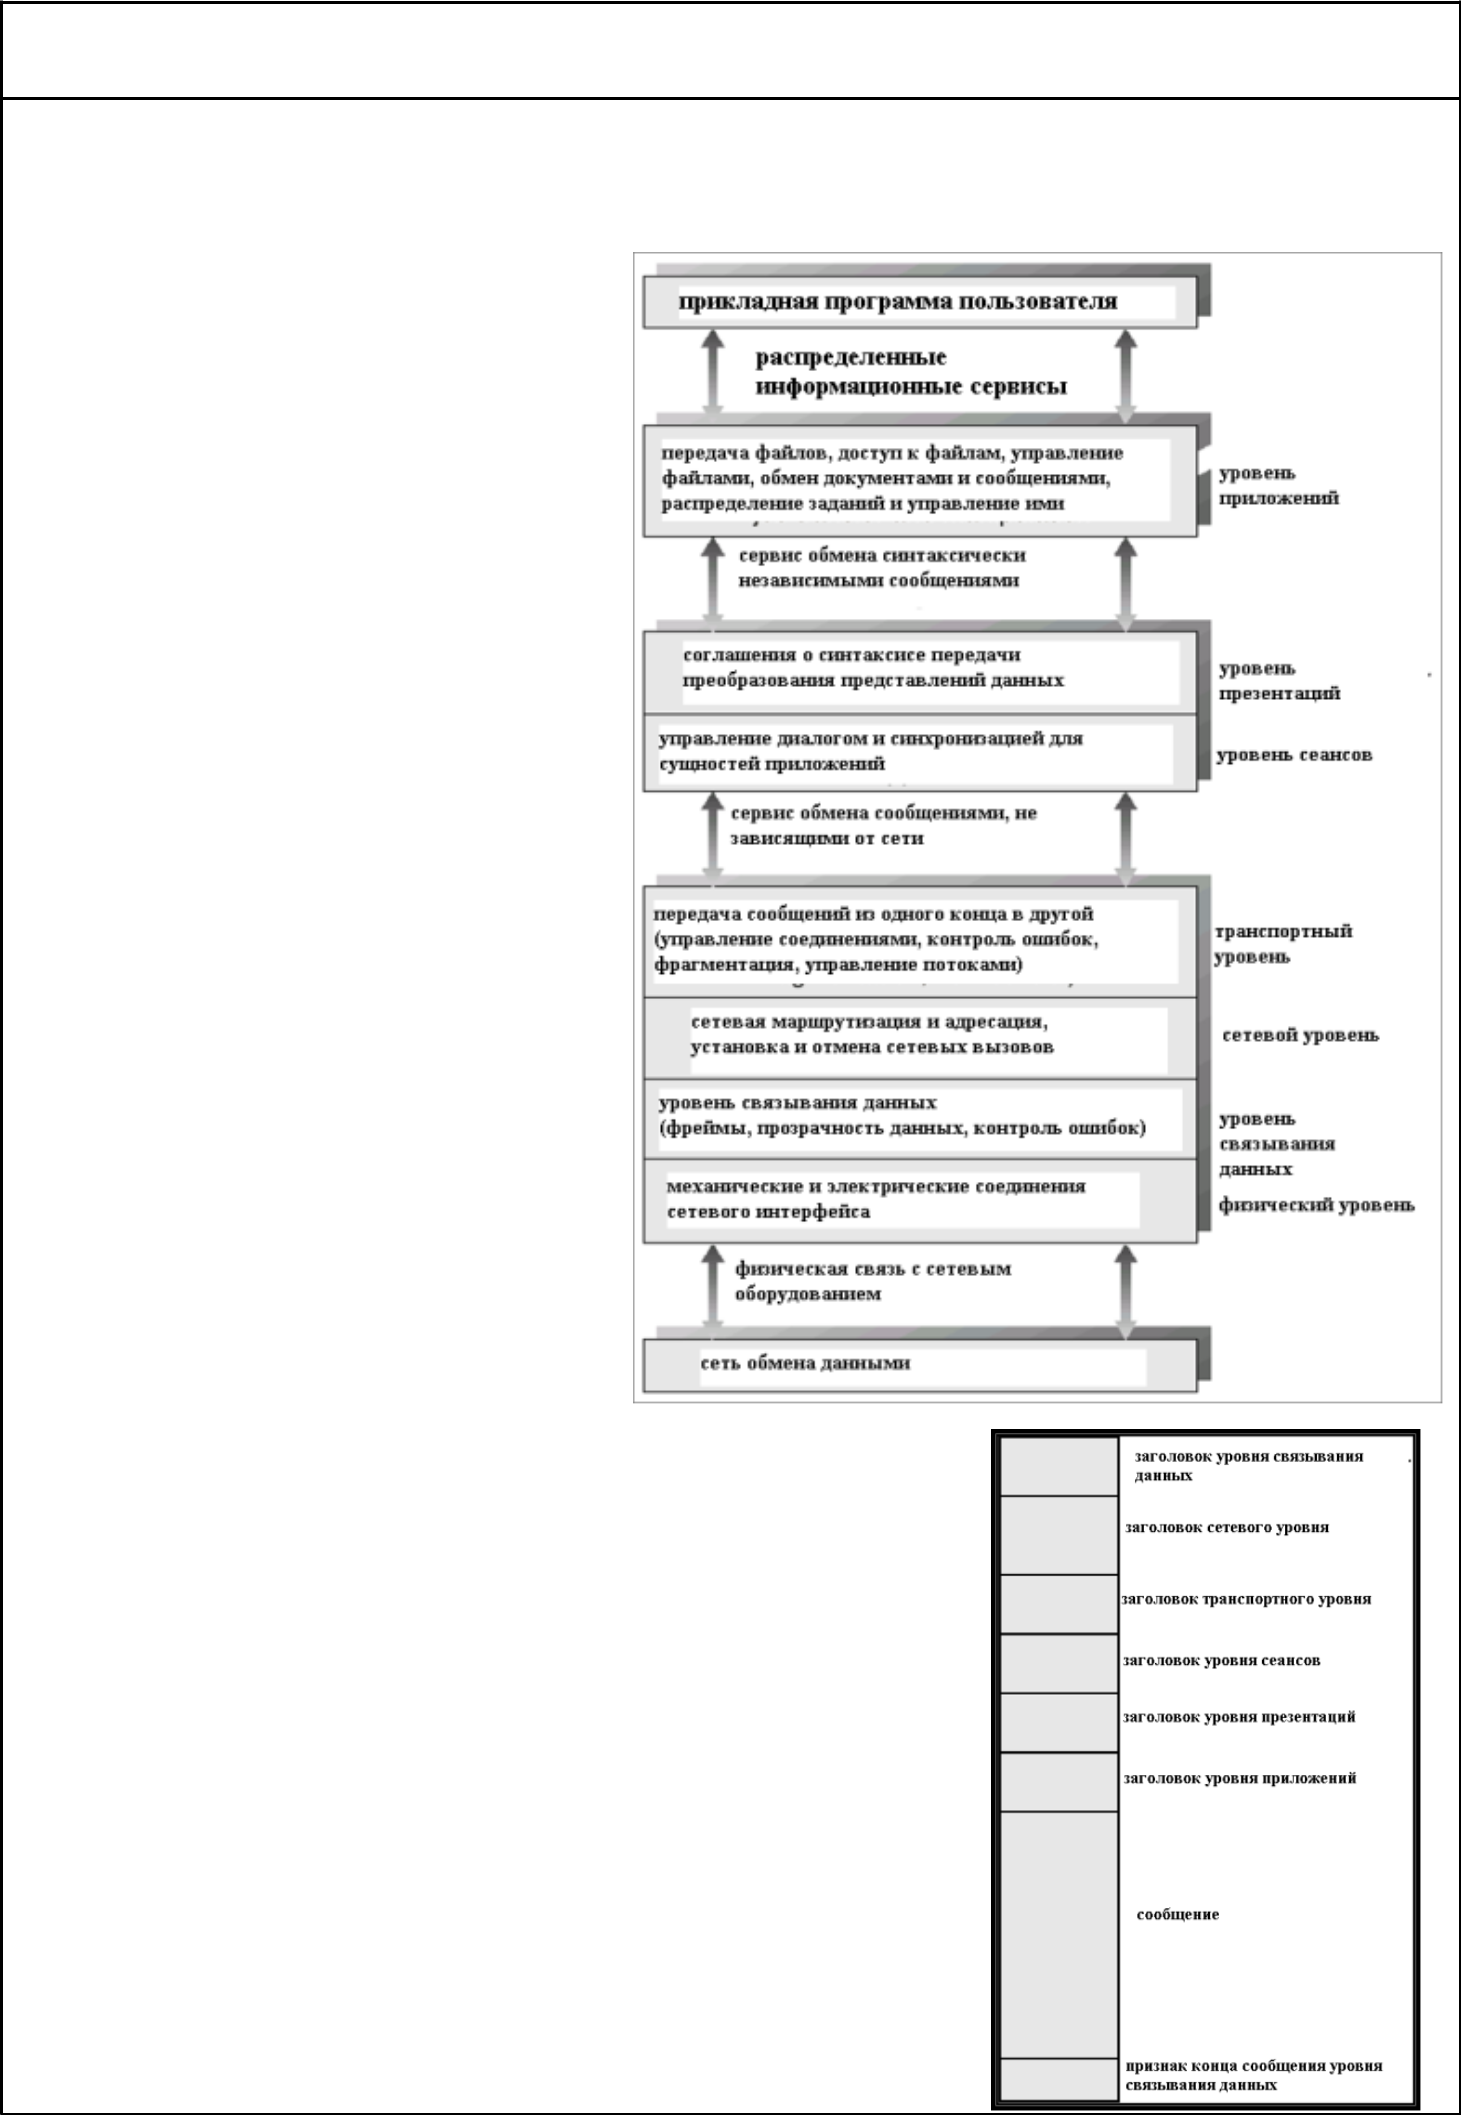 прикладная программа пользователя
распределенные
информационные сервисы
передача файлов, доступ к файлам, управление
файлами, обмен документами и сообщениями,
распределение заданий и управление ими
уровень
приложений
сервис обмена синтаксически
независимыми сообщениями
соглашения о синтаксисе передачи
преобразования представлений данных
уровень
презентаций
управление диалогом и синхронизацией для
сущностей приложений
уровень сеансов
сервис обмена сообщениями, не
зависящими от сети
передача сообщений из одного конца в другой
(управление соединениями, контроль ошибок,
фрагментация, управление потоками)
транспортный
уровень
сетевая маршрутизация и адресация,
установка и отмена сетевых вызовов
сетевой уровень
уровень связывания данных
(фреймы, прозрачность данных, контроль ошибок)
уровень
связывания
данных
механические и электрические соединения
сетевого интерфейса
физический уровень
физическая связь с сетевым
оборудованием
сеть обмена данными
заголовок уровня связывания
данных
заголовок сетевого уровня
заголовок транспортного уровня
заголовок уровня сеансов
заголовок уровня презентаций
заголовок уровня приложений
сообщение
признак конца сообщения уровня
связывания данных